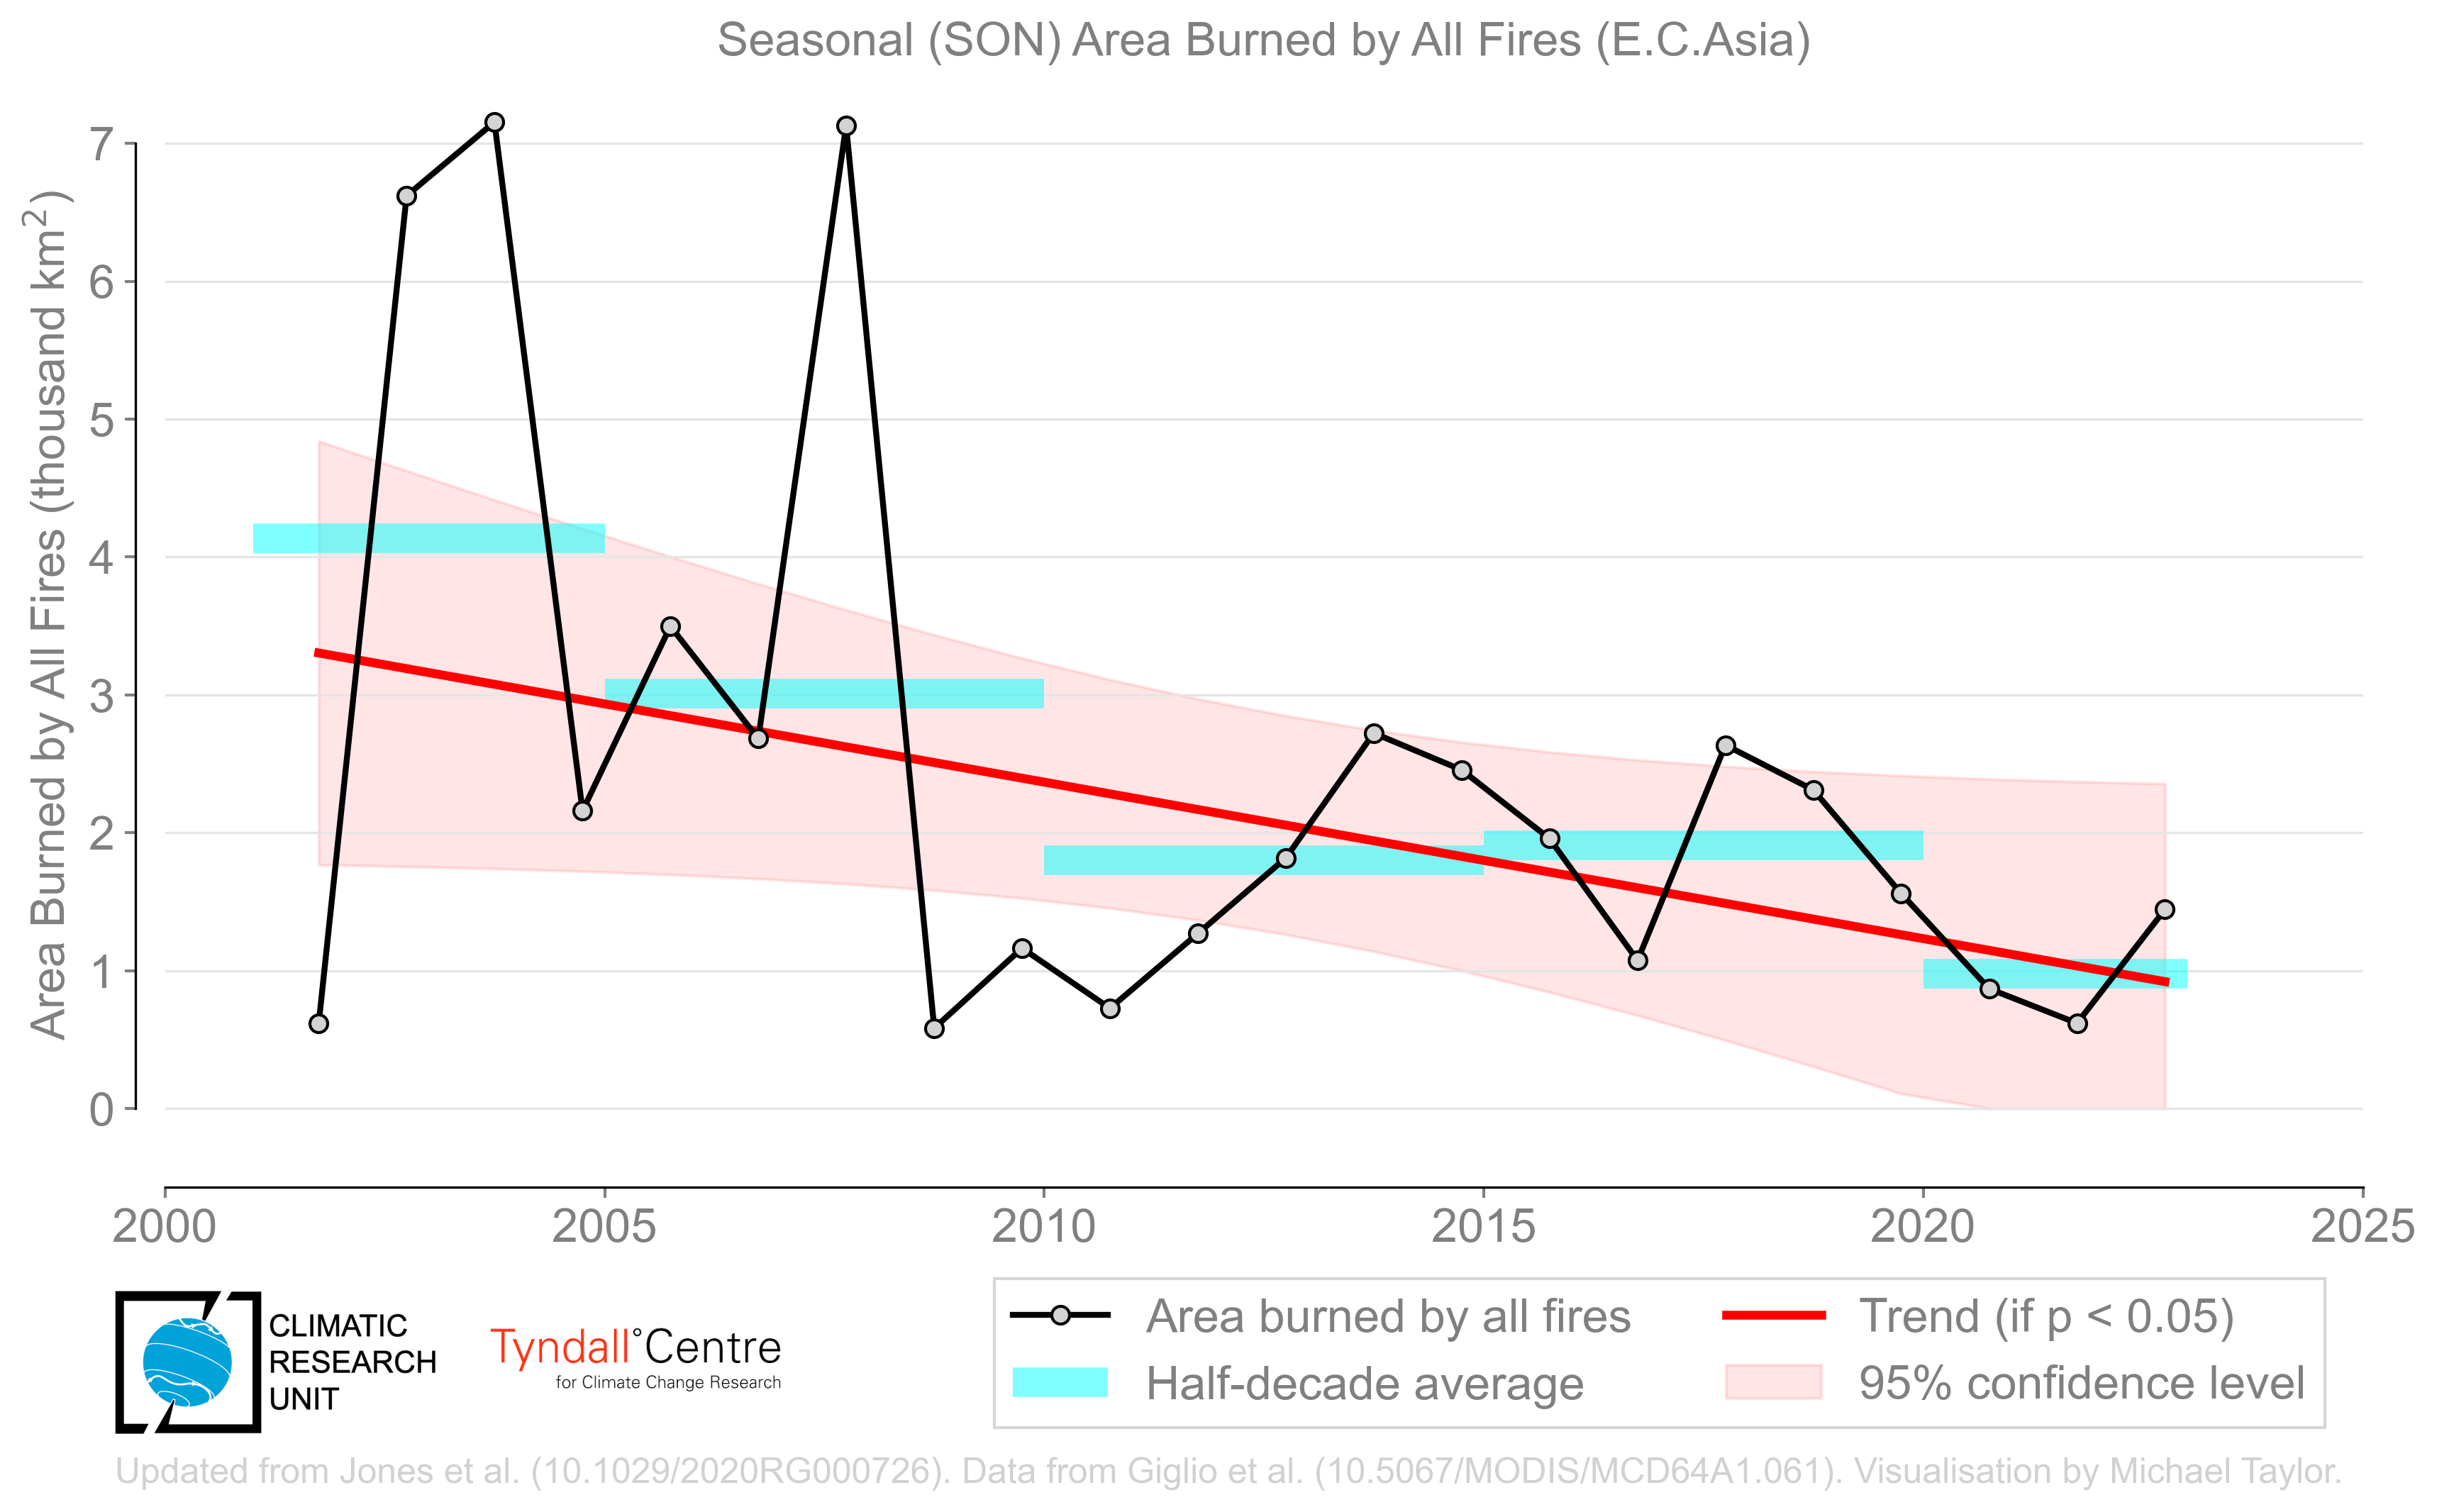 Seasonal (SON) Area Burned by All Fires (E.C.Asia)
Area Burned by All Fires (thousand km²)
7
6
5
4
3
2
1
0
2000 2005 2010 2015 2020 2025
CLIMATIC
RESEARCH
UNIT
Tyndall°Centre
for Climate Change Research
Area burned by all fires
Trend (if p < 0.05)
Half-decade average
95% confidence level
Updated from Jones et al. (10.1029/2020RG000726). Data from Giglio et al. (10.5067/MODIS/MCD64A1.061). Visualisation by Michael Taylor.